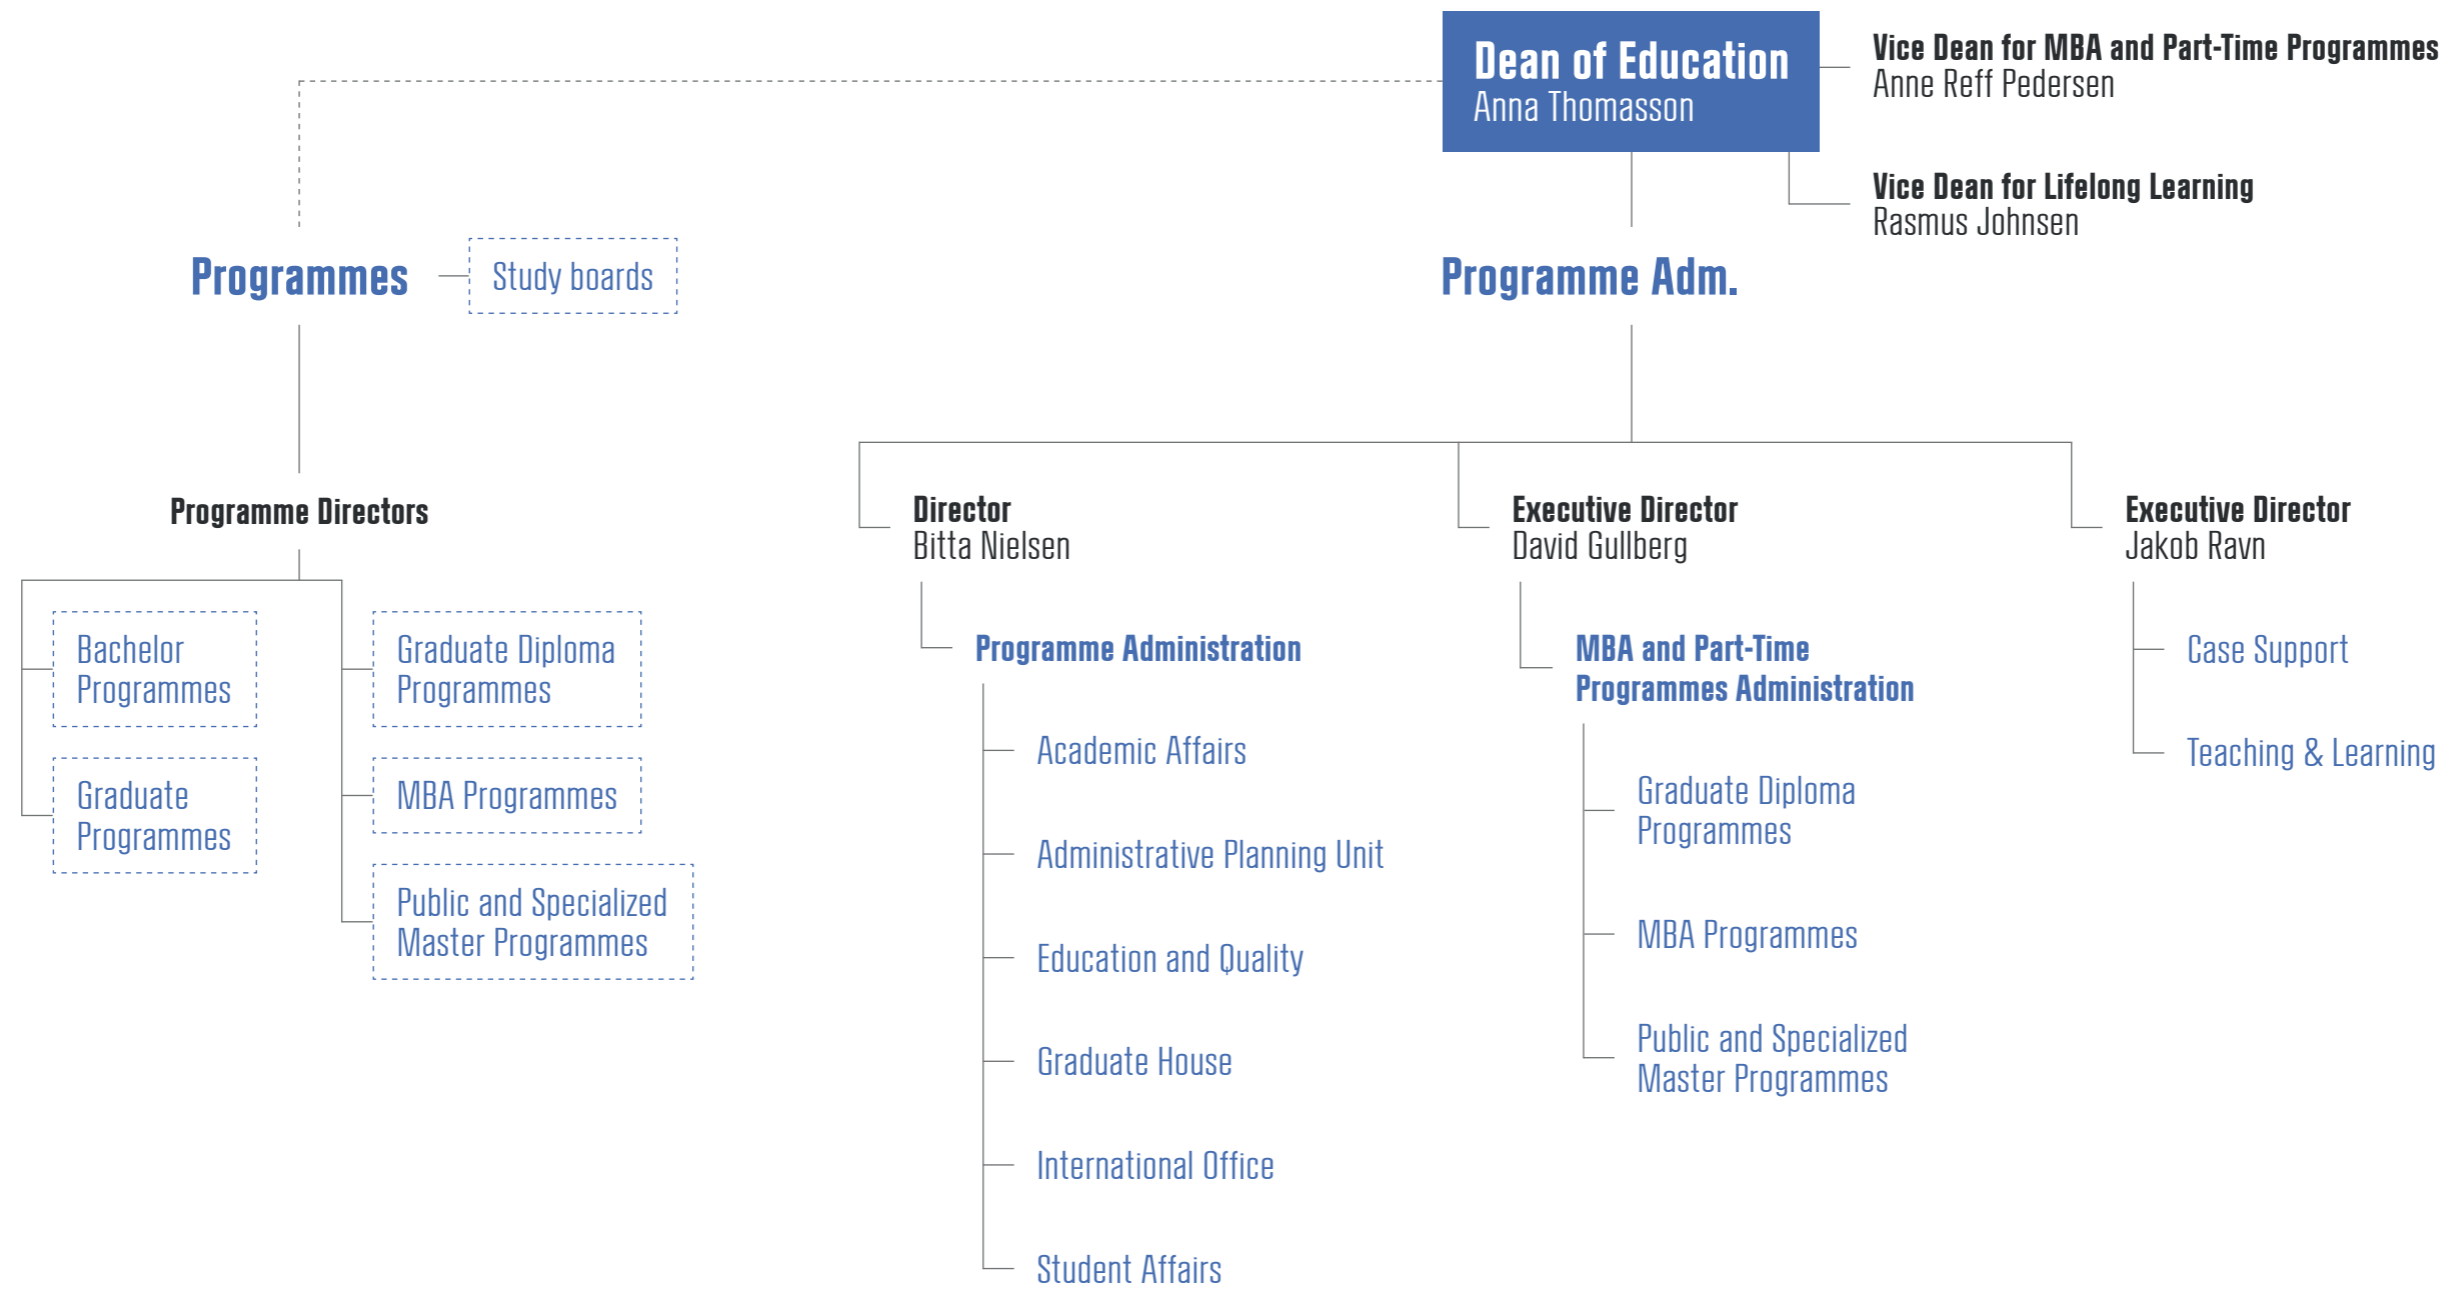 Dean of Education
Anna Thomasson
Vice Dean for MBA and Part-Time Programmes
Anne Reff Pedersen
Vice Dean for Lifelong Learning
Rasmus Johnsen
Programmes
Study boards
Programme Adm.
Programme Directors
Bachelor
Programmes
Graduate
Programmes
Graduate Diploma
Programmes
MBA Programmes
Public and Specialized
Master Programmes
Director
Bitta Nielsen
Programme Administration
Academic Affairs
Administrative Planning Unit
Education and Quality
Graduate House
International Office
Student Affairs
Executive Director
David Gullberg
MBA and Part-Time
Programmes Administration
Graduate Diploma
Programmes
MBA Programmes
Public and Specialized
Master Programmes
Executive Director
Jakob Ravn
Case Support
Teaching & Learning